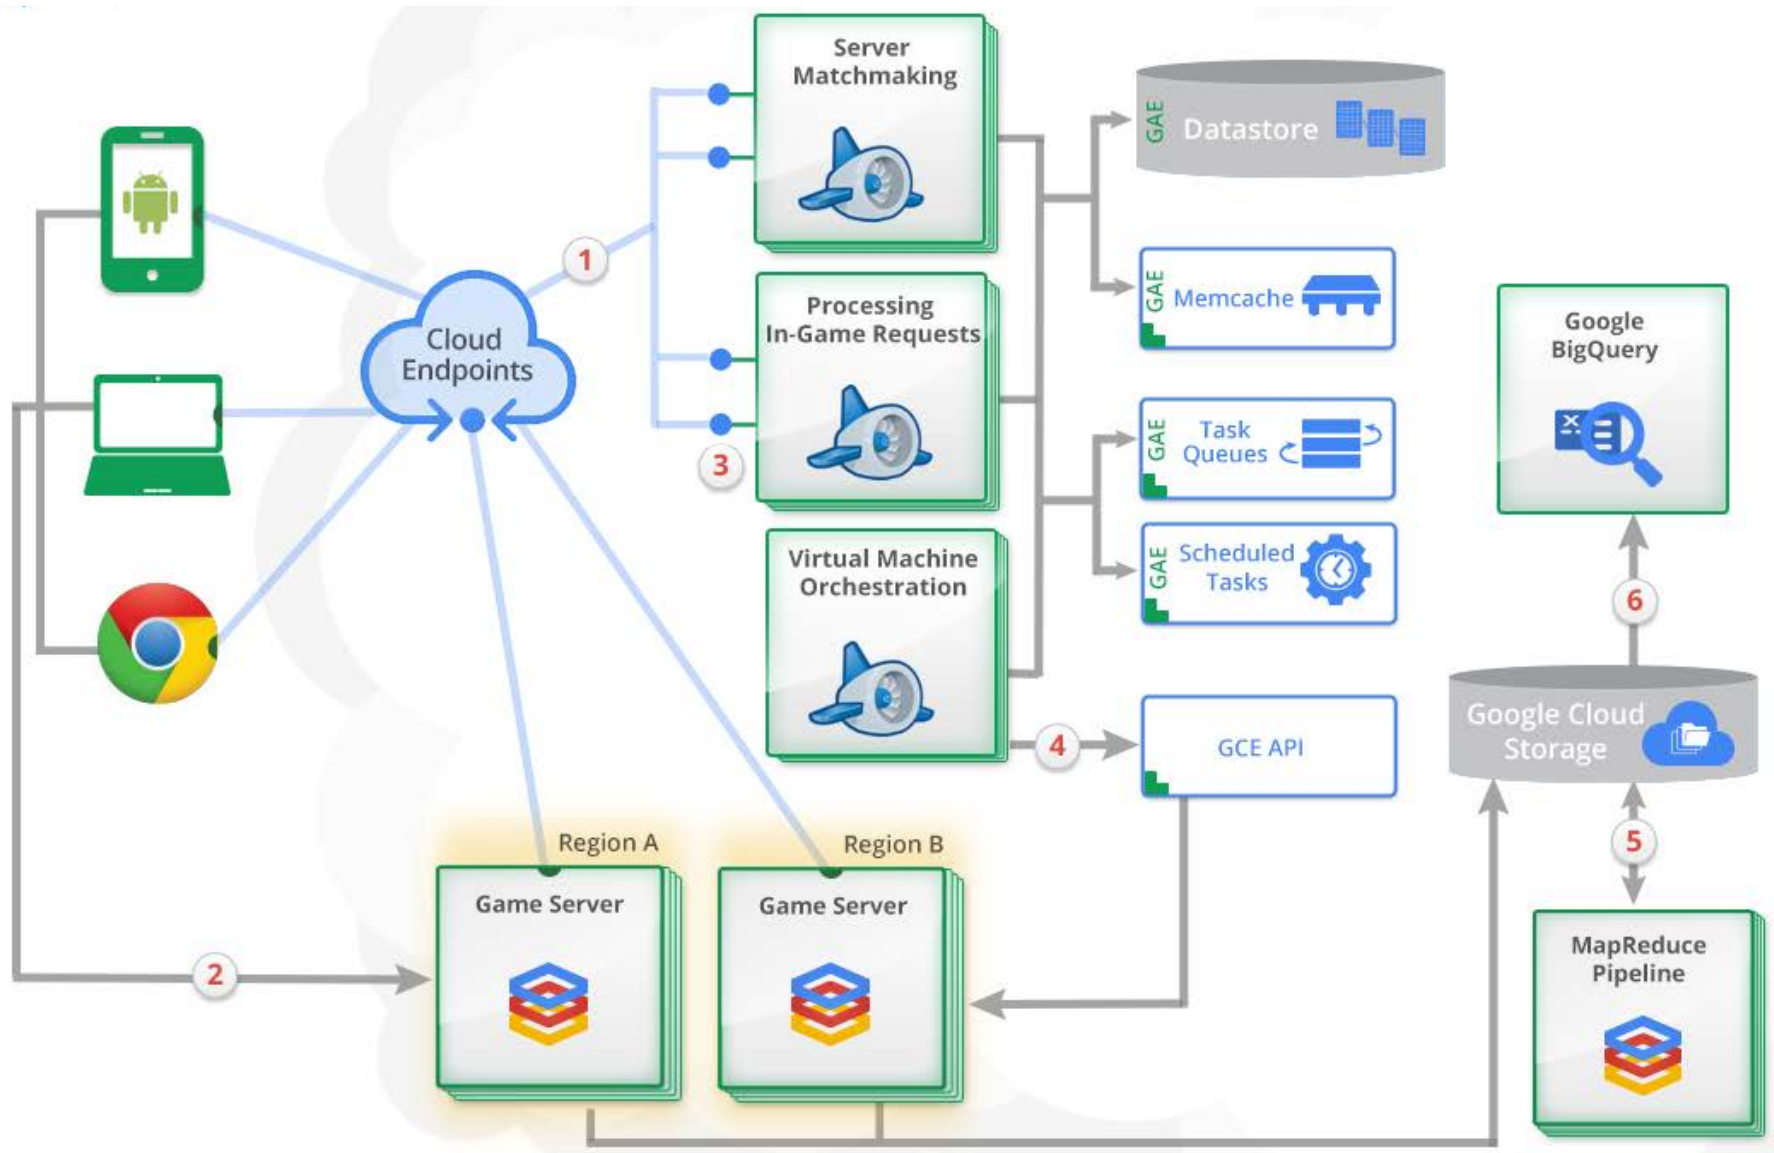 Server
Matchmaking
GAE
Datastore
1
Cloud
Endpoints
Processing
In-Game Requests
GAE
Memcache
Google
BigQuery
3
GAE
Task
Queues
Virtual Machine
Orchestration
GAE
Scheduled
Tasks
6
4
GCE API
Google Cloud
Storage
Region A
Region B
5
Game Server
Game Server
2
MapReduce
Pipeline